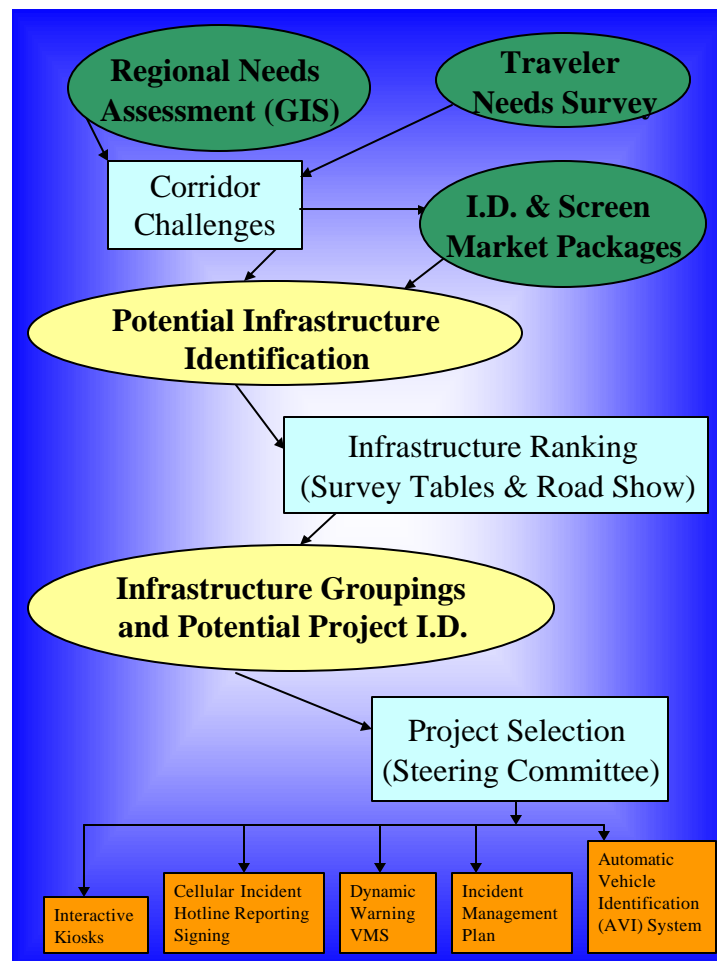 Regional Needs
Assessment (GIS)
Traveler
Needs Survey
Corridor
Challenges
I.D. & Screen
Market Packages
Potential Infrastructure
Identification
Infrastructure Ranking
(Survey Tables & Road Show)
Infrastructure Groupings
and Potential Project I.D.
Project Selection
(Steering Committee)
Interactive
Kiosks
Cellular Incident
Hotline Reporting
Signing
Dynamic
Warning
VMS
Incident
Management
Plan
Automatic
Vehicle
Identification
(AVI) System